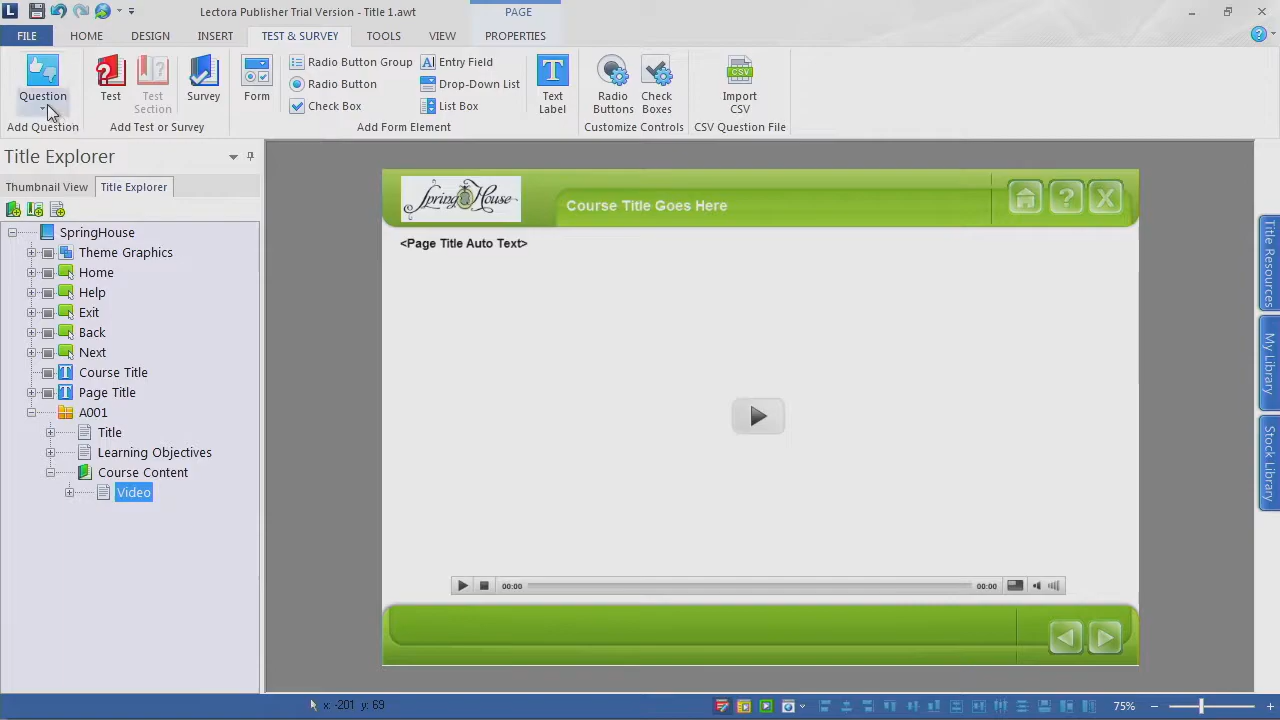 Lectora Publisher Trial Version - Title 1.awt
PAGE
FILE
HOME
DESIGN
INSERT
TEST & SURVEY
TOOLS
VIEW
PROPERTIES
Question
Test
Test Section
Survey
Form
Radio Button Group
Radio Button
Check Box
Entry Field
Drop-Down List
List Box
Text Label
Radio Buttons
Check Boxes
Import CSV
Add Question
Add Test or Survey
Add Form Element
Customize Controls
CSV Question File
Title Explorer
Thumbnail View
Title Explorer
SpringHouse
Theme Graphics
Home
Help
Exit
Back
Next
Course Title
Page Title
A001
Title
Learning Objectives
Course Content
Video
Spring House
Course Title Goes Here
<Page Title Auto Text>
00:00
00:00
Title Resources
My Library
Stock Library
x: -201 y: 69
75%